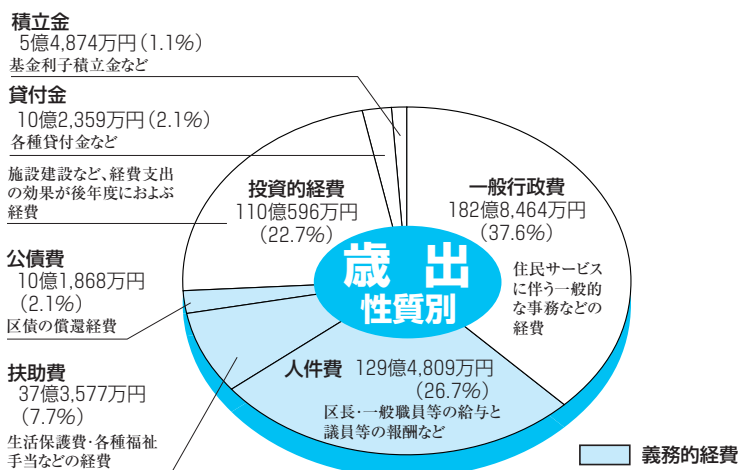 積立金
5億4,874万円(1.1%)
基金利子積立金など
貸付金
10億2,359万円(2.1%)
各種貸付金など
施設建設など、経費支出
の効果が後年度におよぶ
経費
投資的経費
110億596万円
(22.7%)
一般行政費
182億8,464万円
(37.6%)
住民サービス
に伴う一般的
な事務などの
経費
歳 出
性質別
公債費
10億1,868万円
(2.1%)
区債の償還経費
扶助費
37億3,577万円
(7.7%)
生活保護費・各種福祉
手当などの経費
人件費 129億4,809万円
(26.7%)
区長・一般職員等の給与と
議員等の報酬など
義務的経費